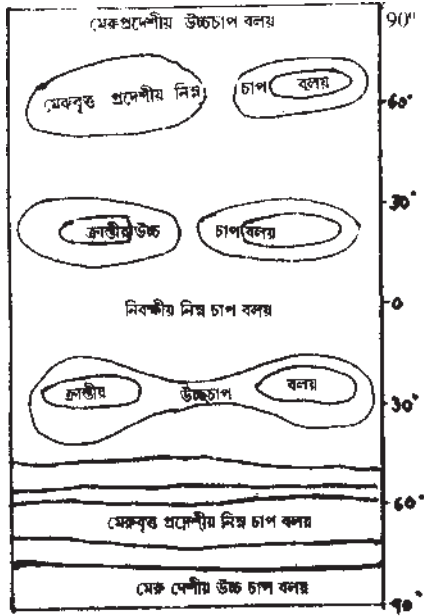 মেরুপ্রদেশীয় উচ্চচাপ বলয় 90°
মেরুবৃত্ত প্রদেশীয় নিম্ন চাপ বলয় 60°
30°
ক্রান্তীয় উচ্চ চাপ বলয়
নিবক্ষীয় নিম্ন চাপ বলয় 0
ক্রান্তীয় উচ্চচাপ বলয় 30°
60°
মেরুবৃত্ত প্রদেশীয় নিম্ন চাপ বলয়
মেরু দেশীয় উচ্চ চাপ বলয় 90°